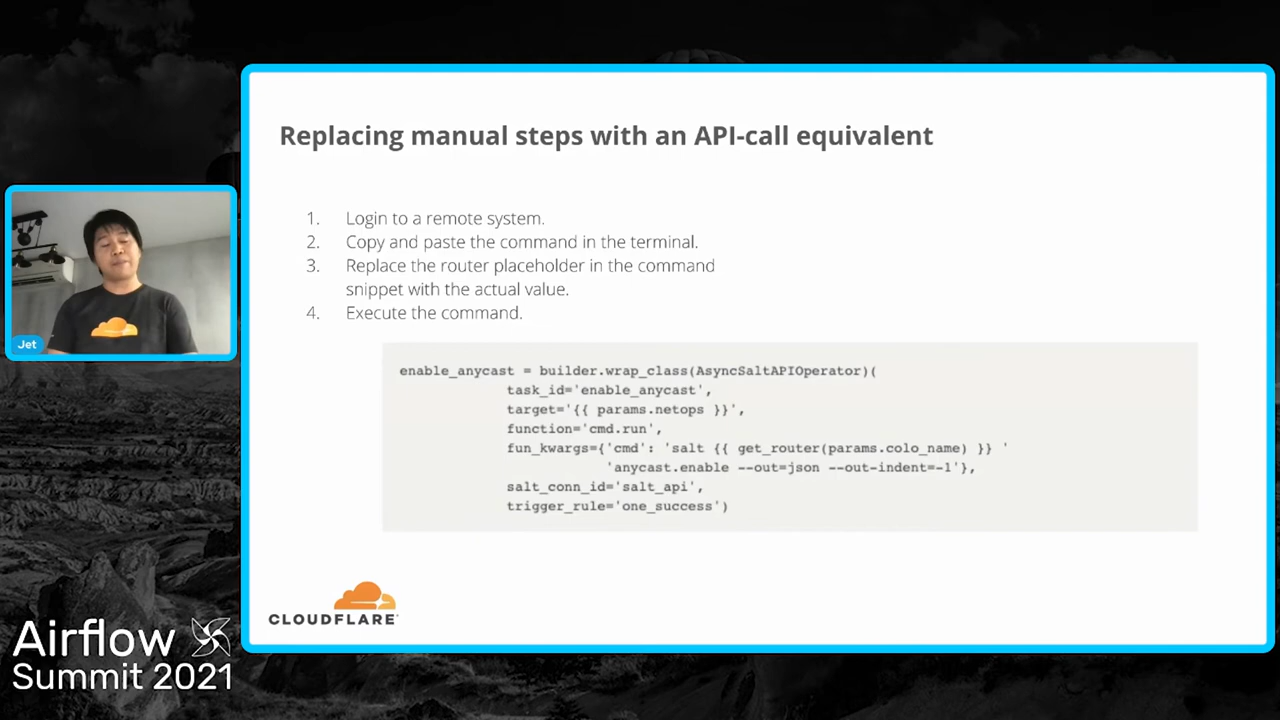 Replacing manual steps with an API-call equivalent
1. Login to a remote system.
2. Copy and paste the command in the terminal.
3. Replace the router placeholder in the command
snippet with the actual value.
4. Execute the command.
enable_anycast = builder.wrap_class(AsyncSaltAPIOperator)(
task_id='enable_anycast',
target='{{ params.netops }}',
function='cmd.run',
fun_kwargs={'cmd': 'salt {{ get_router(params.colo_name) }} '
'anycast.enable --out=json --out-indent=-1'},
salt_conn_id='salt_api',
trigger_rule='one_success')
CLOUDFLARE
Jet
Airflow
Summit 2021